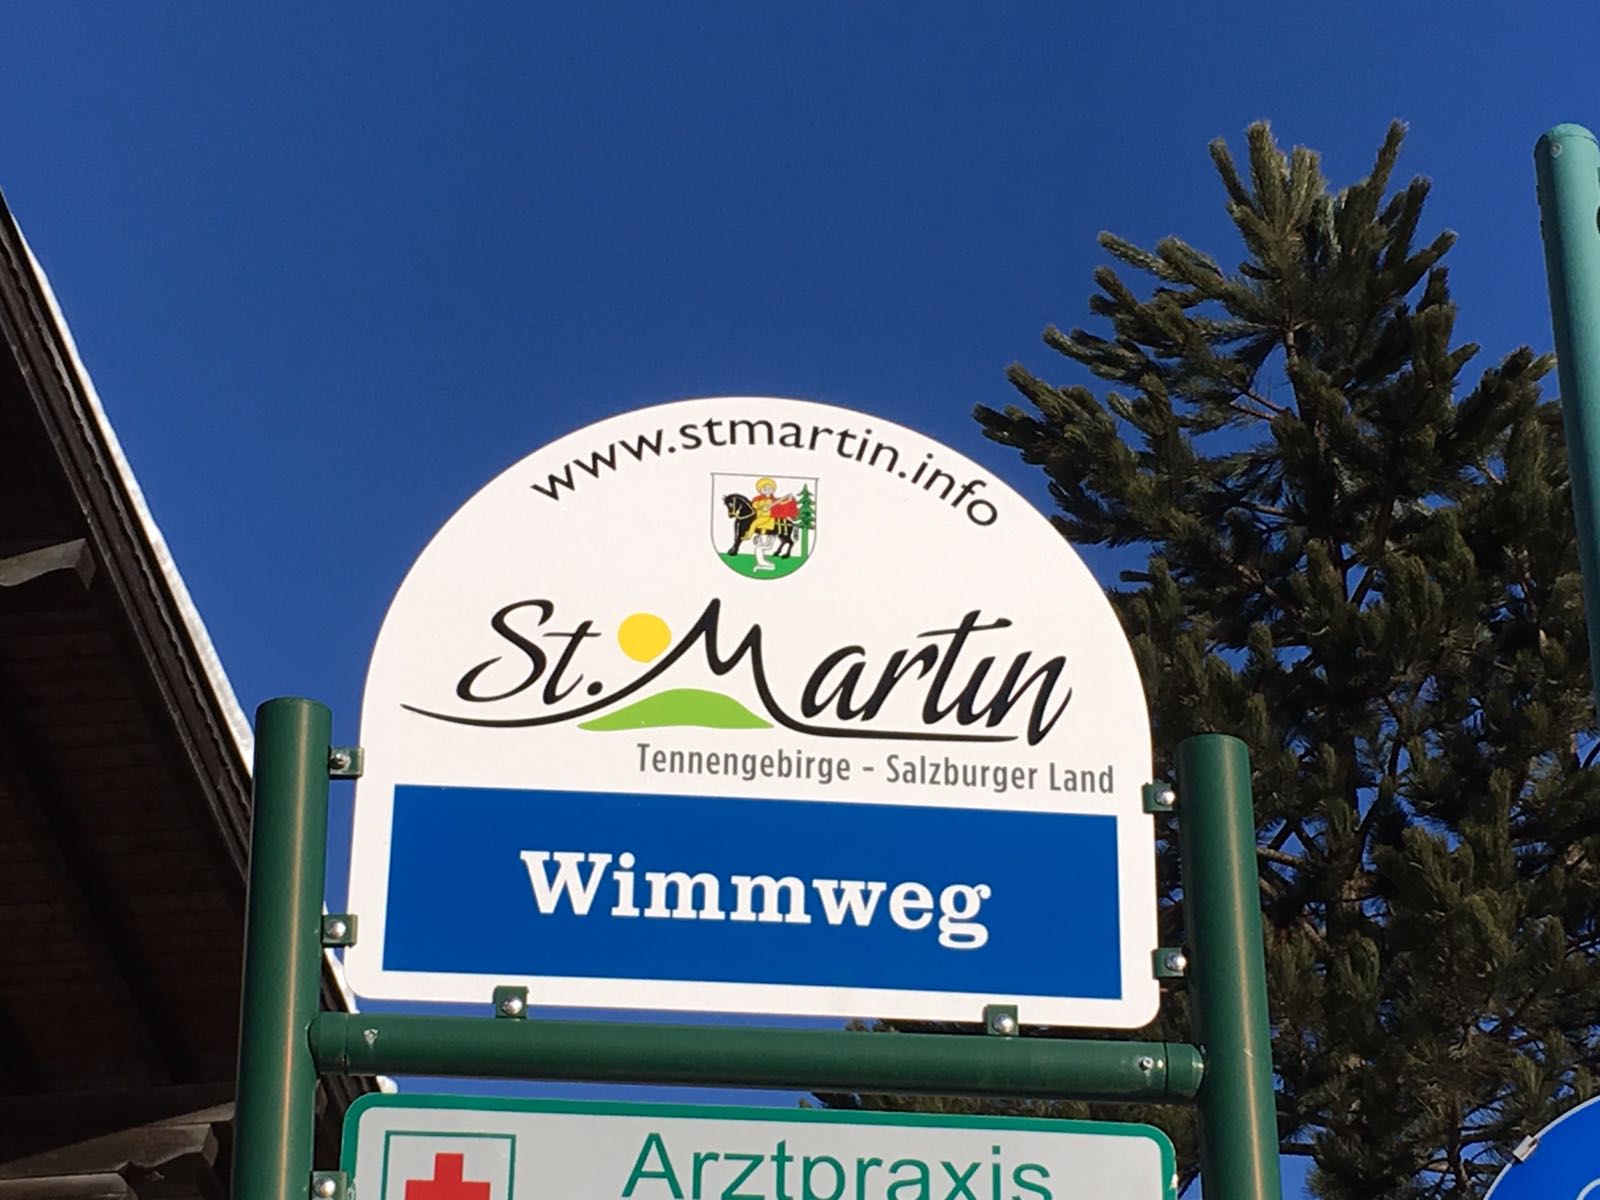 www.stmartin.info
St. Martin
Tennengebirge - Salzburger Land
Wimmweg
Arztpraxis